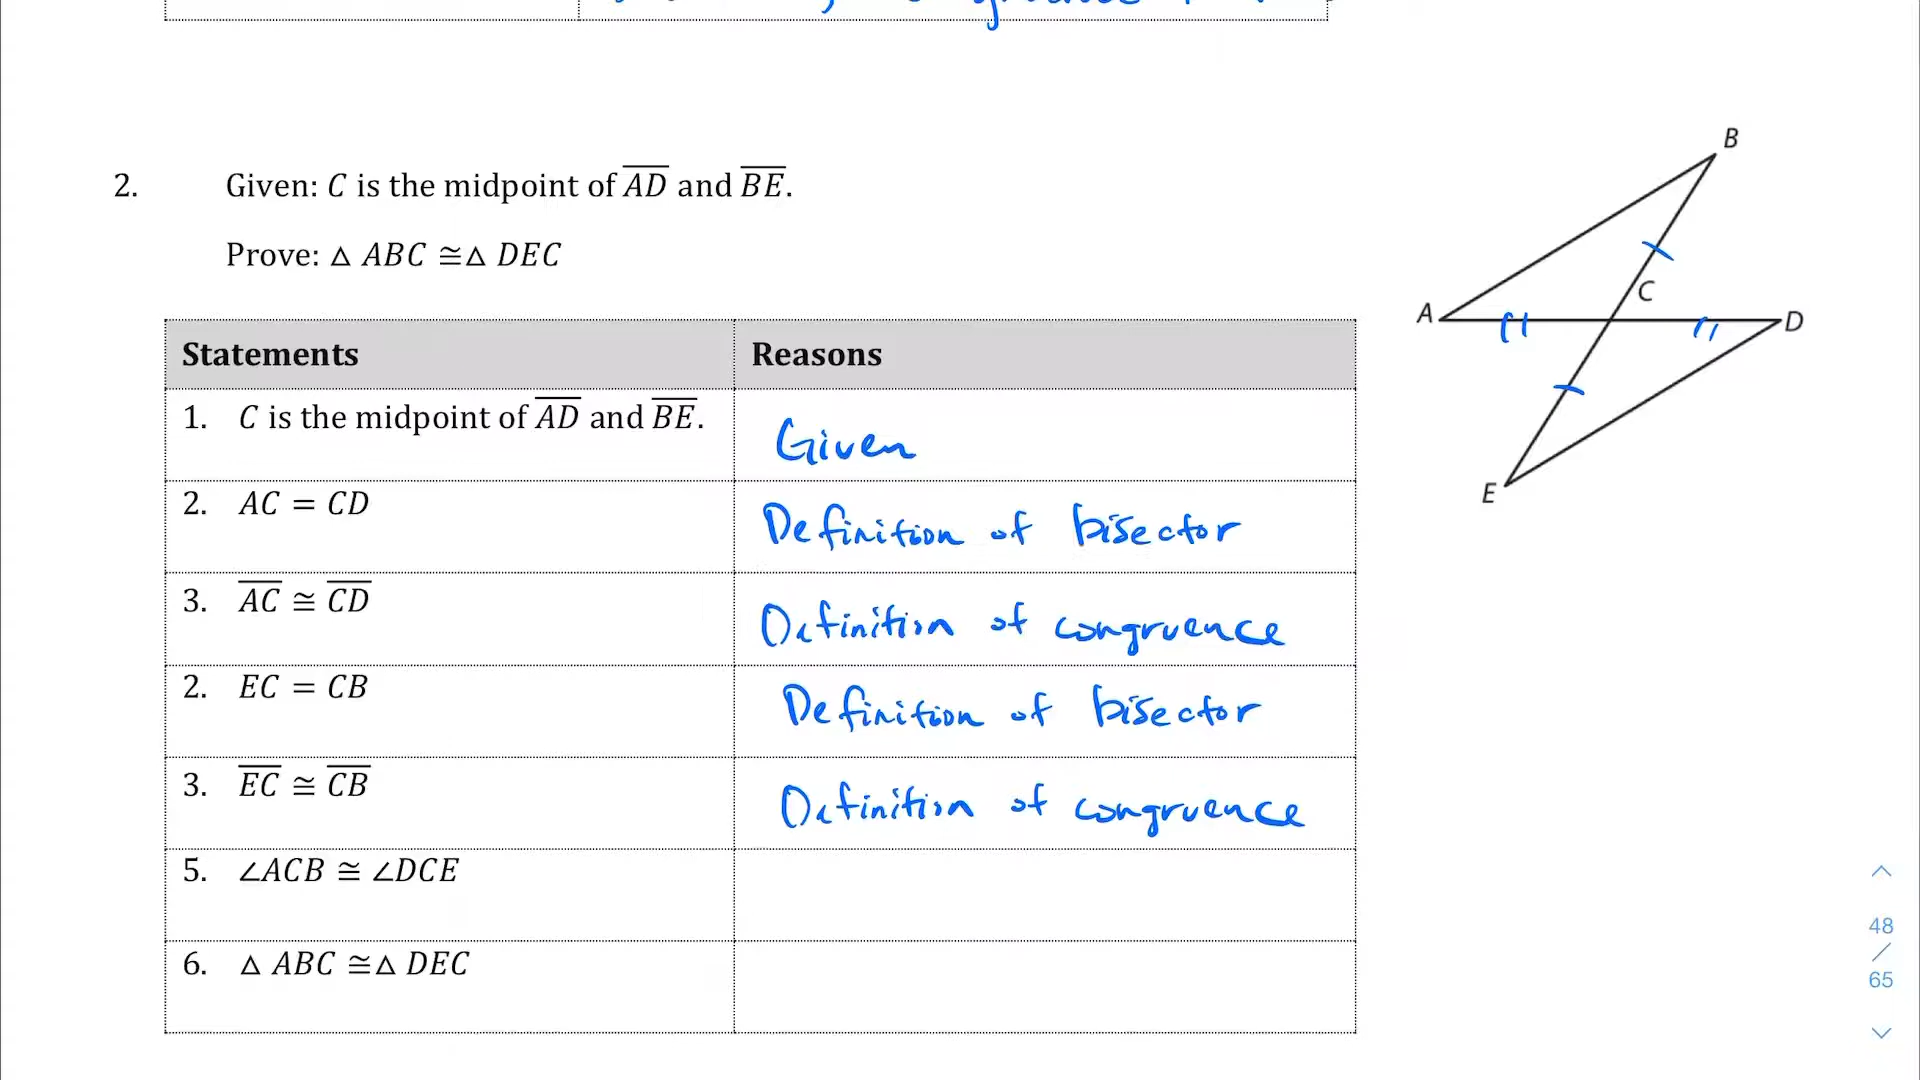 2. Given: C is the midpoint of AD and BE.
Prove: △ ABC ≅△ DEC
Statements Reasons
1. C is the midpoint of AD and BE. Given
2. AC = CD Definition of bisector
3. AC ≅ CD Definition of congruence
2. EC = CB Definition of bisector
3. EC ≅ CB Definition of congruence
5. ∠ACB ≅ ∠DCE
6. △ ABC ≅△ DEC
B
C
A
D
E
48
/
65